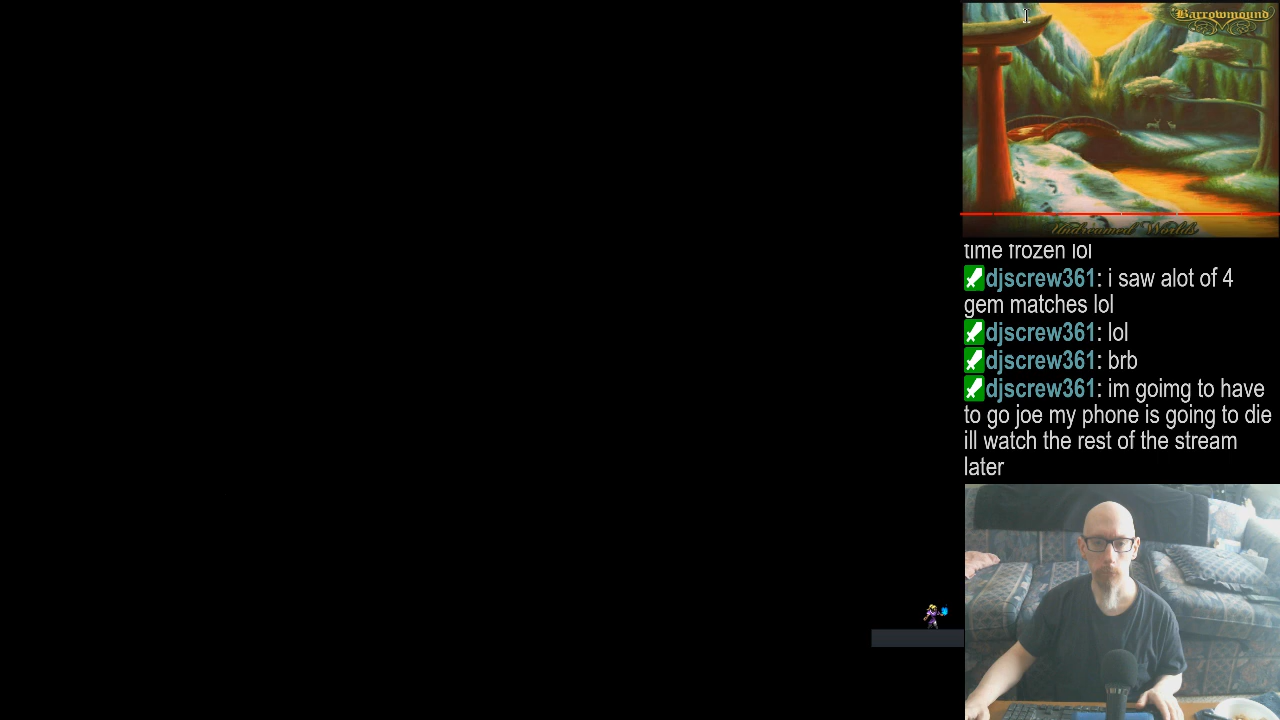 Barrowmound
Undreamed Worlds
time frozen lol
djscrew361: i saw alot of 4
gem matches lol
djscrew361: lol
djscrew361: brb
djscrew361: im goimg to have
to go joe my phone is going to die
ill watch the rest of the stream
later